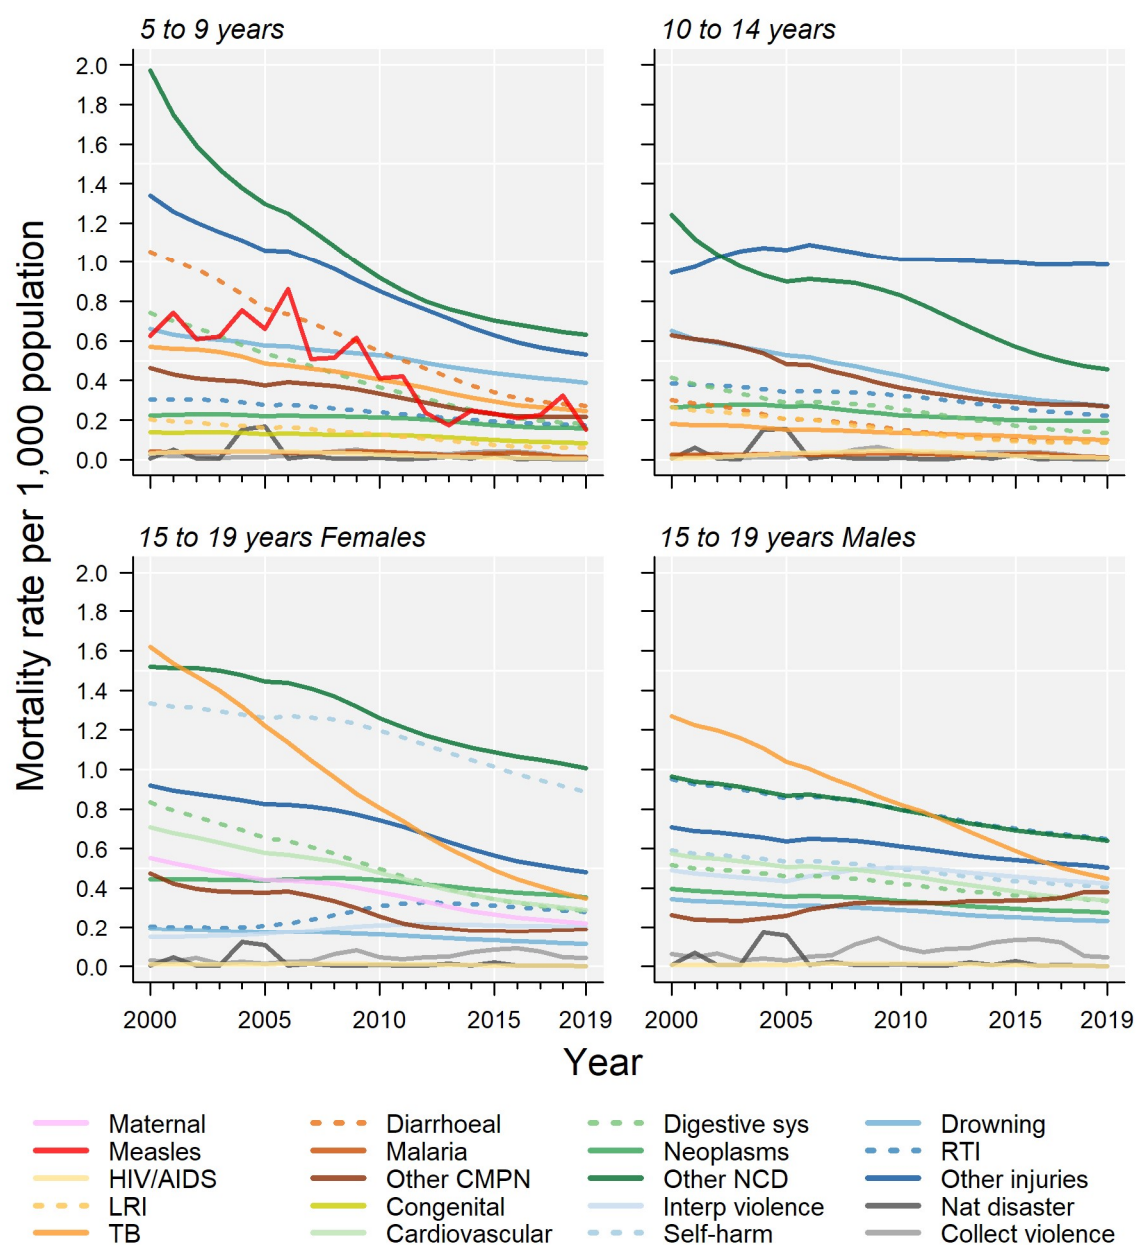 5 to 9 years
10 to 14 years
2.0
1.8
1.6
1.4
1.2
1.0
0.8
0.6
0.4
0.2
0.0
Mortality rate per 1,000 population
15 to 19 years Females
15 to 19 years Males
2.0
1.8
1.6
1.4
1.2
1.0
0.8
0.6
0.4
0.2
0.0
2000 2005 2010 2015 2019
2000 2005 2010 2015 2019
Year
Maternal Diarrhoeal Digestive sys Drowning
Measles Malaria Neoplasms RTI
HIV/AIDS Other CMPN Other NCD Other injuries
LRI Congenital Interp violence Nat disaster
TB Cardiovascular Self-harm Collect violence